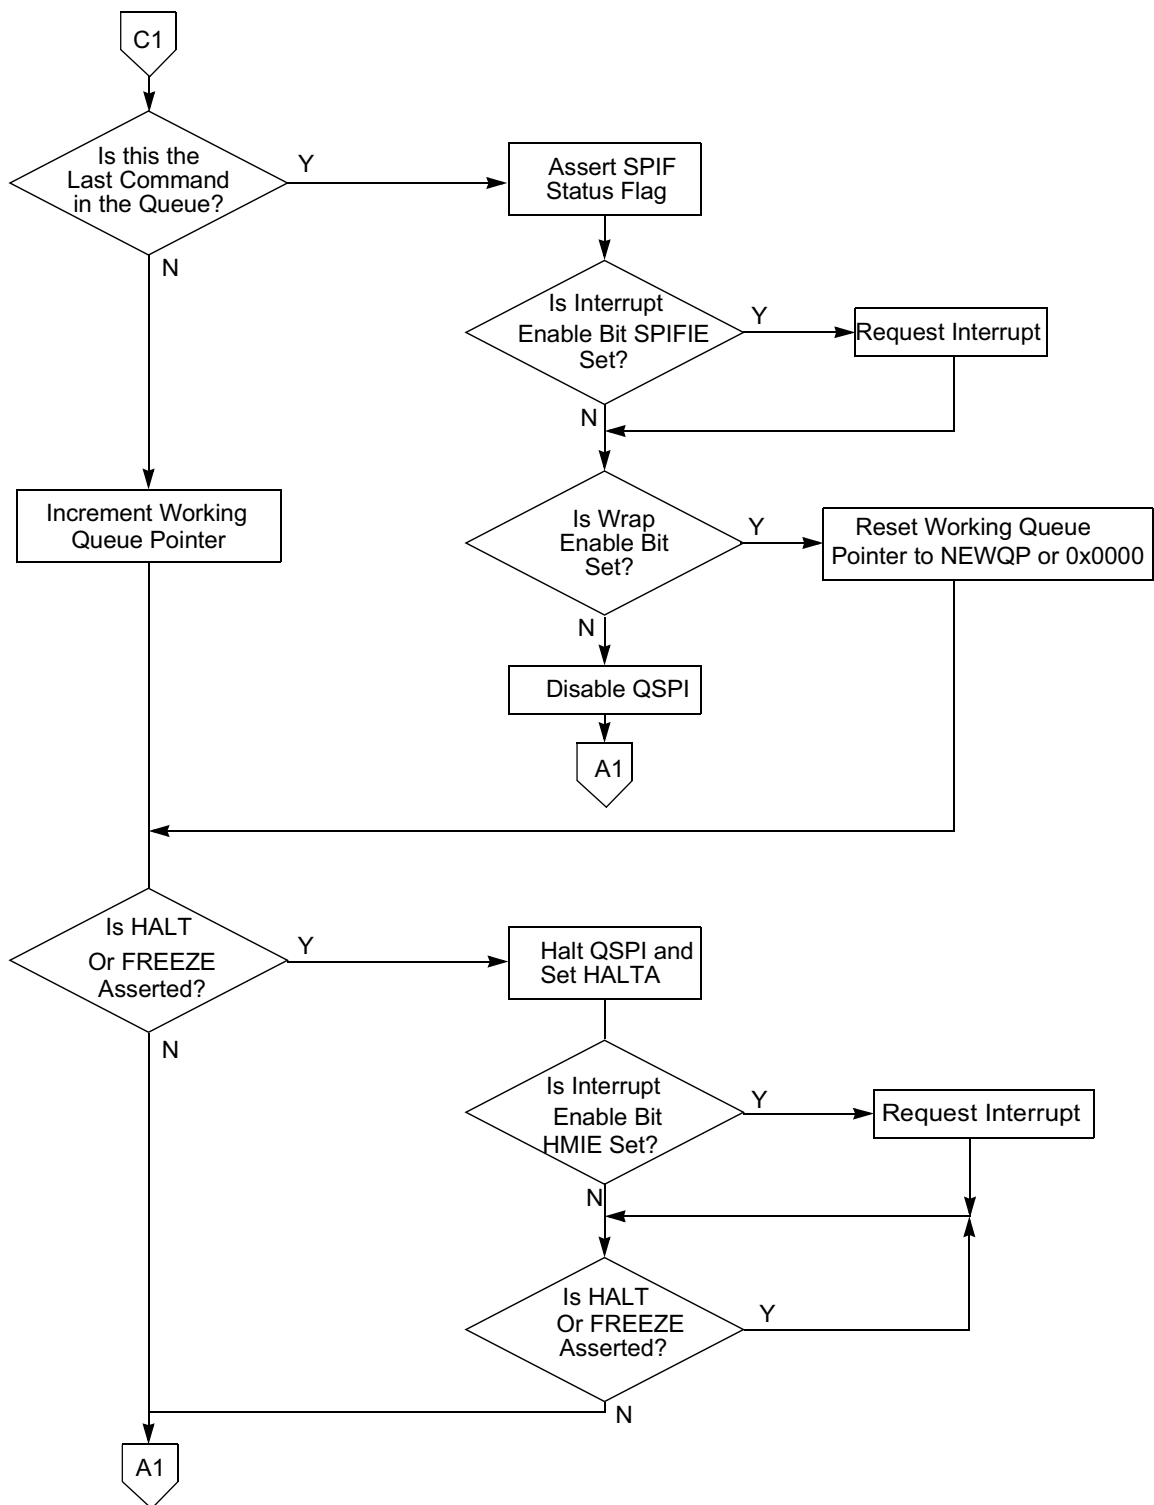 C1
Is this the
Last Command
in the Queue?
Y
N
Assert SPIF
Status Flag
Is Interrupt
Enable Bit SPIFIE
Set?
Y
Request Interrupt
N
Increment Working
Queue Pointer
Is Wrap
Enable Bit
Set?
Y
Reset Working Queue
Pointer to NEWQP or 0x0000
N
Disable QSPI
A1
Is HALT
Or FREEZE
Asserted?
Y
N
Halt QSPI and
Set HALTA
Is Interrupt
Enable Bit
HMIE Set?
Y
Request Interrupt
N
Is HALT
Or FREEZE
Asserted?
Y
N
A1